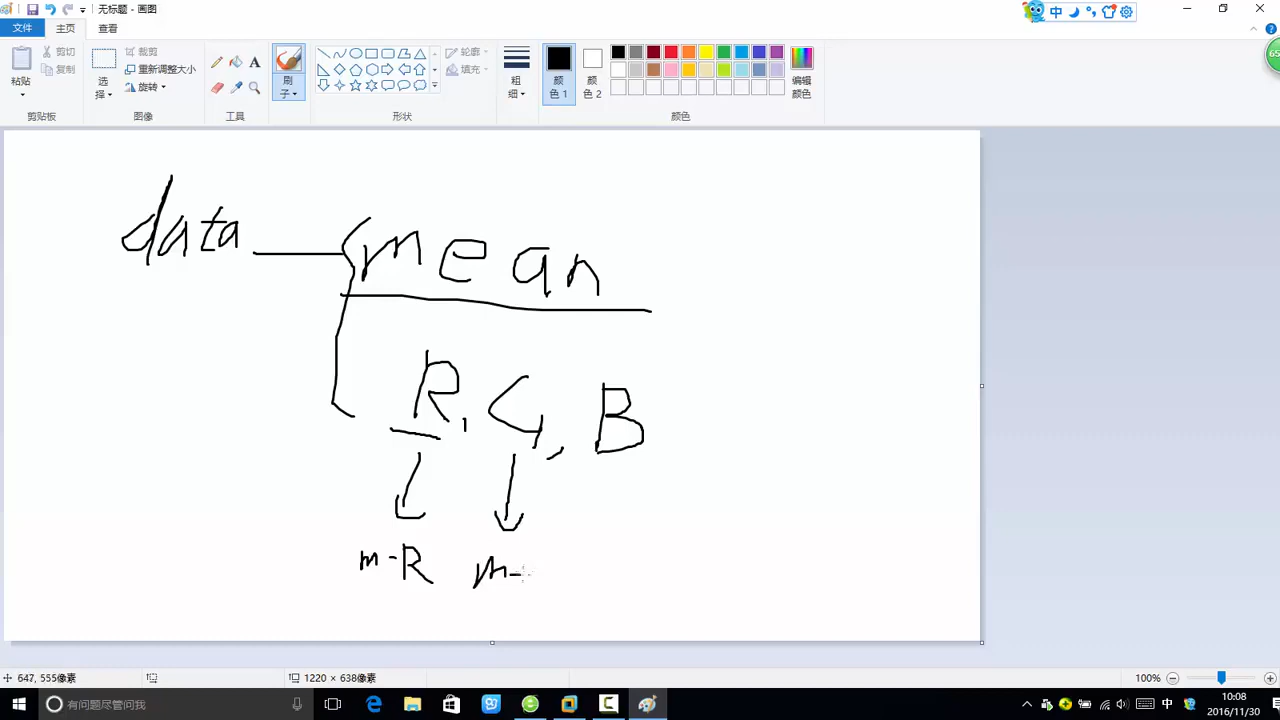 无标题 - 画图
中
文件 主页 查看
粘贴 剪切 复制
选择 裁剪 重新调整大小 旋转
A
刷子
轮廓 填充
粗细
颜色 1 颜色 2
编辑颜色
剪贴板 图像 工具 形状 颜色
data mean
R, G, B
m-R m-
647, 555像素 1220 × 638像素 100%
有问题尽管问我 中 10:08
2016/11/30